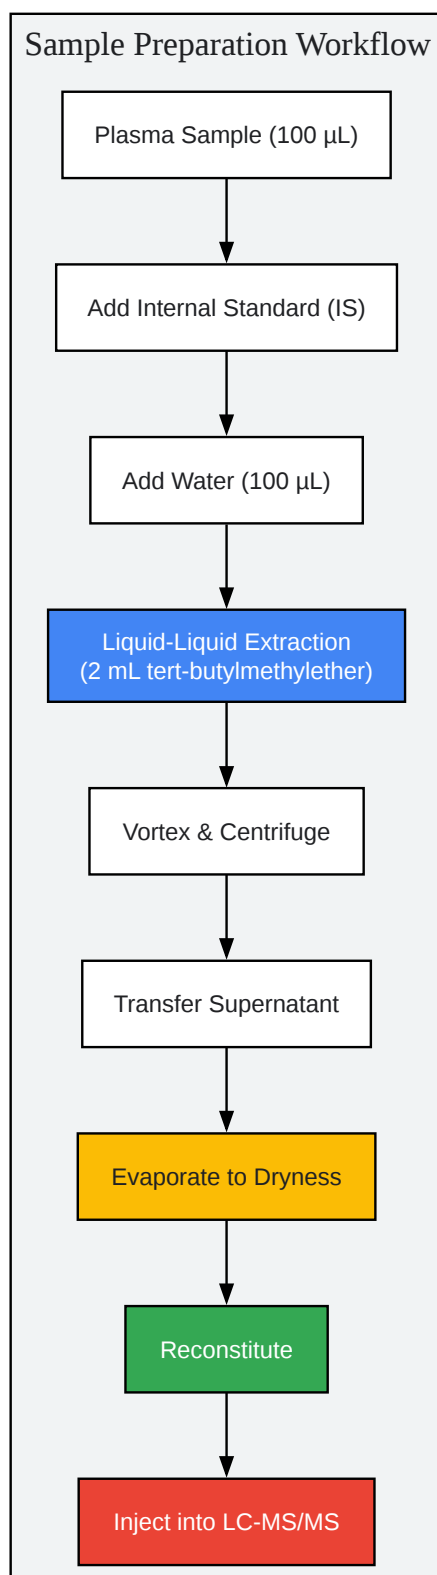 Sample Preparation Workflow
Plasma Sample (100 µL)
Add Internal Standard (IS)
Add Water (100 µL)
Liquid-Liquid Extraction
(2 mL tert-butylmethylether)
Vortex & Centrifuge
Transfer Supernatant
Evaporate to Dryness
Reconstitute
Inject into LC-MS/MS